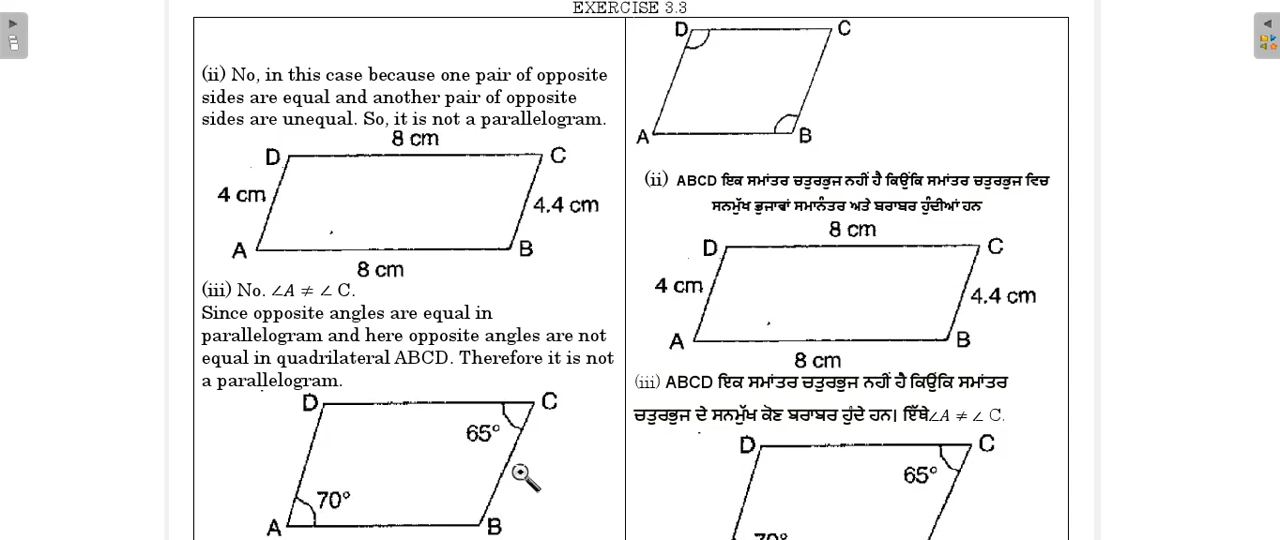 EXERCISE 3.3
(ii) No, in this case because one pair of opposite
sides are equal and another pair of opposite
sides are unequal. So, it is not a parallelogram.
8 cm
D
C
4 cm
4.4 cm
A
B
8 cm
(iii) No. ∠A ≠ ∠ C.
Since opposite angles are equal in
parallelogram and here opposite angles are not
equal in quadrilateral ABCD. Therefore it is not
a parallelogram.
D
C
65°
70°
A
B
D
C
A
B
(ii) ABCD ਇਕ ਸਮਾਂਤਰ ਚਤੁਰਭੁਜ ਨਹੀਂ ਹੈ ਕਿਉਂਕਿ ਸਮਾਂਤਰ ਚਤੁਰਭੁਜ ਵਿਚ
ਸਨਮੁੱਖ ਭੁਜਾਵਾਂ ਸਮਾਨੰਤਰ ਅਤੇ ਬਰਾਬਰ ਹੁੰਦੀਆਂ ਹਨ
8 cm
D
C
4 cm
4.4 cm
A
B
8 cm
(iii) ABCD ਇਕ ਸਮਾਂਤਰ ਚਤੁਰਭੁਜ ਨਹੀਂ ਹੈ ਕਿਉਂਕਿ ਸਮਾਂਤਰ
ਚਤੁਰਭੁਜ ਦੇ ਸਨਮੁੱਖ ਕੋਣ ਬਰਾਬਰ ਹੁੰਦੇ ਹਨ। ਇੱਥੇ∠A ≠ ∠ C.
D
C
65°
70°